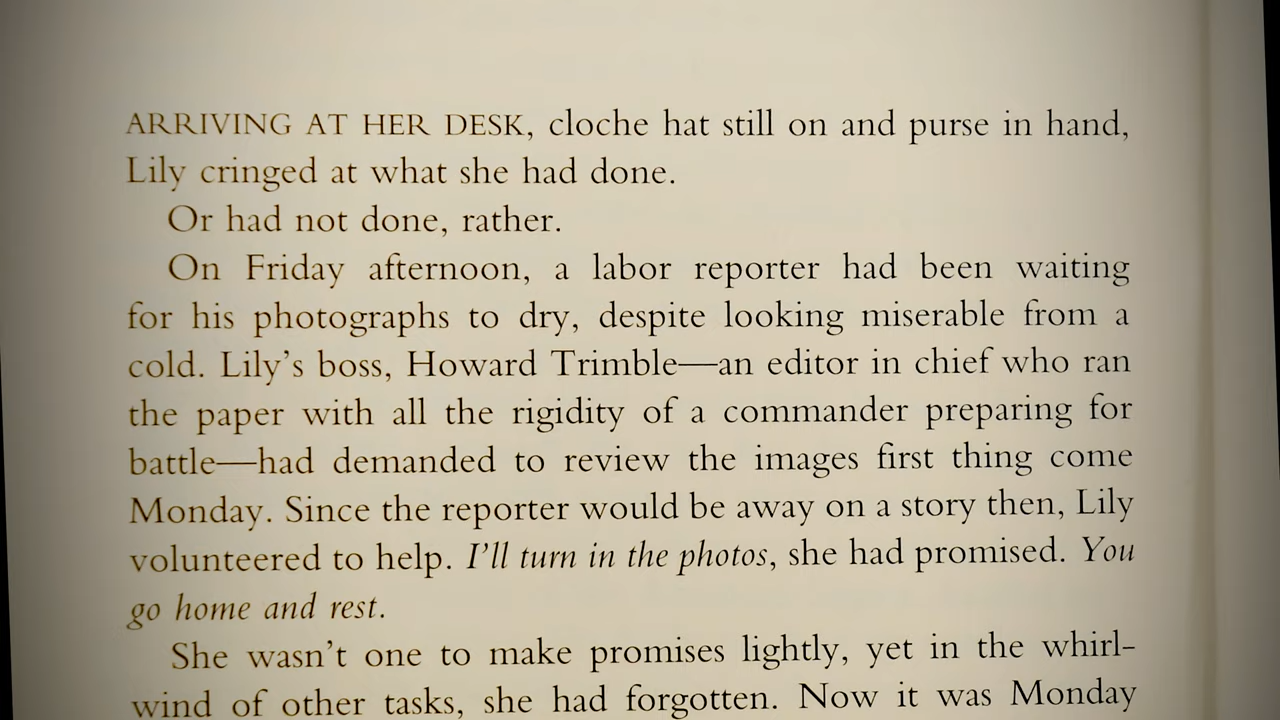 ARRIVING AT HER DESK, cloche hat still on and purse in hand,
Lily cringed at what she had done.
Or had not done, rather.
On Friday afternoon, a labor reporter had been waiting
for his photographs to dry, despite looking miserable from a
cold. Lily’s boss, Howard Trimble—an editor in chief who ran
the paper with all the rigidity of a commander preparing for
battle—had demanded to review the images first thing come
Monday. Since the reporter would be away on a story then, Lily
volunteered to help. I’ll turn in the photos, she had promised. You
go home and rest.
She wasn’t one to make promises lightly, yet in the whirl-
wind of other tasks, she had forgotten. Now it was Monday